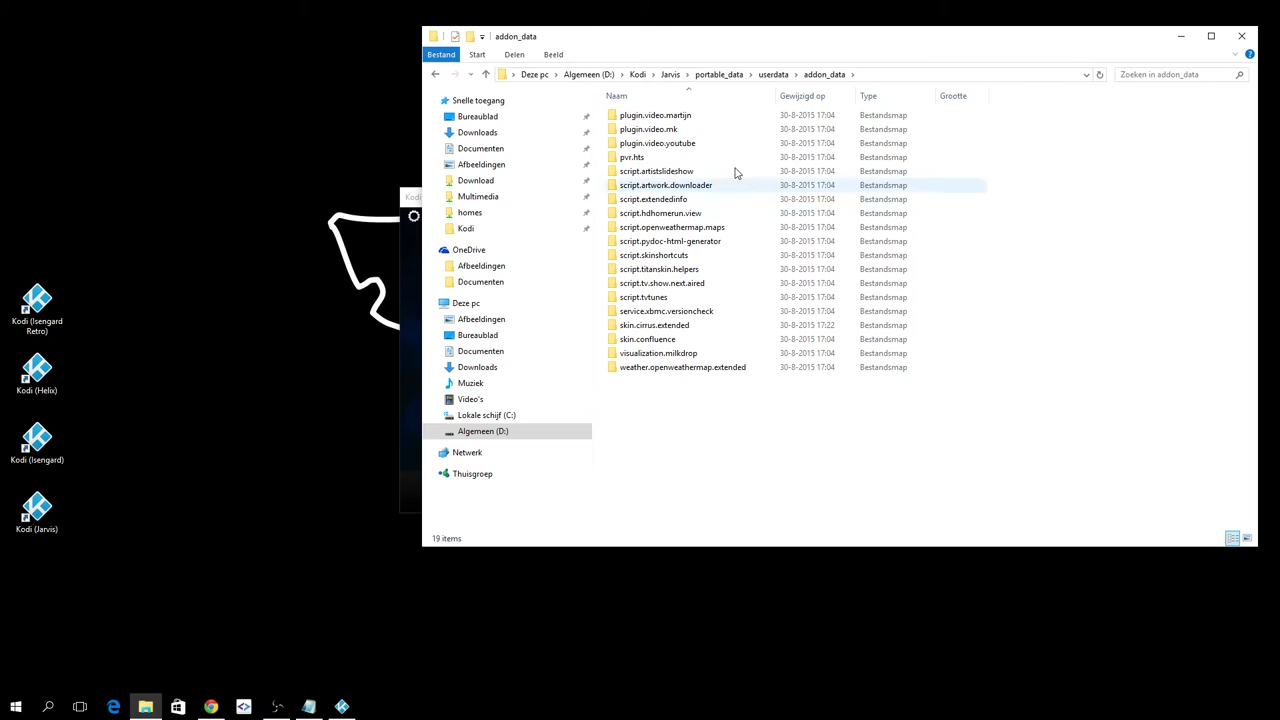 addon_data
Bestand Start Delen Beeld
Deze pc Algemeen (D:) Kodi Jarvis portable_data userdata addon_data
Zoeken in addon_data
Naam Gewijzigd op Type Grootte
Snelle toegang
Bureaublad
Downloads
Documenten
Afbeeldingen
Download
Multimedia
homes
Kodi
OneDrive
Afbeeldingen
Documenten
Deze pc
Afbeeldingen
Bureaublad
Documenten
Downloads
Muziek
Video's
Lokale schijf (C:)
Algemeen (D:)
Netwerk
Thuisgroep
plugin.video.martijn 30-8-2015 17:04 Bestandsmap
plugin.video.mk 30-8-2015 17:04 Bestandsmap
plugin.video.youtube 30-8-2015 17:04 Bestandsmap
pvr.hts 30-8-2015 17:04 Bestandsmap
script.artistslideshow 30-8-2015 17:04 Bestandsmap
script.artwork.downloader 30-8-2015 17:04 Bestandsmap
script.extendedinfo 30-8-2015 17:04 Bestandsmap
script.hdhomerun.view 30-8-2015 17:04 Bestandsmap
script.openweathermap.maps 30-8-2015 17:04 Bestandsmap
script.pydoc-html-generator 30-8-2015 17:04 Bestandsmap
script.skinshortcuts 30-8-2015 17:04 Bestandsmap
script.titanskin.helpers 30-8-2015 17:04 Bestandsmap
script.tv.show.next.aired 30-8-2015 17:04 Bestandsmap
script.tvtunes 30-8-2015 17:04 Bestandsmap
service.xbmc.versioncheck 30-8-2015 17:04 Bestandsmap
skin.cirrus.extended 30-8-2015 17:22 Bestandsmap
skin.confluence 30-8-2015 17:04 Bestandsmap
visualization.milkdrop 30-8-2015 17:04 Bestandsmap
weather.openweathermap.extended 30-8-2015 17:04 Bestandsmap
19 items
Kodi
Kodi (Isengard
Retro)
Kodi (Helix)
Kodi (Isengard)
Kodi (Jarvis)